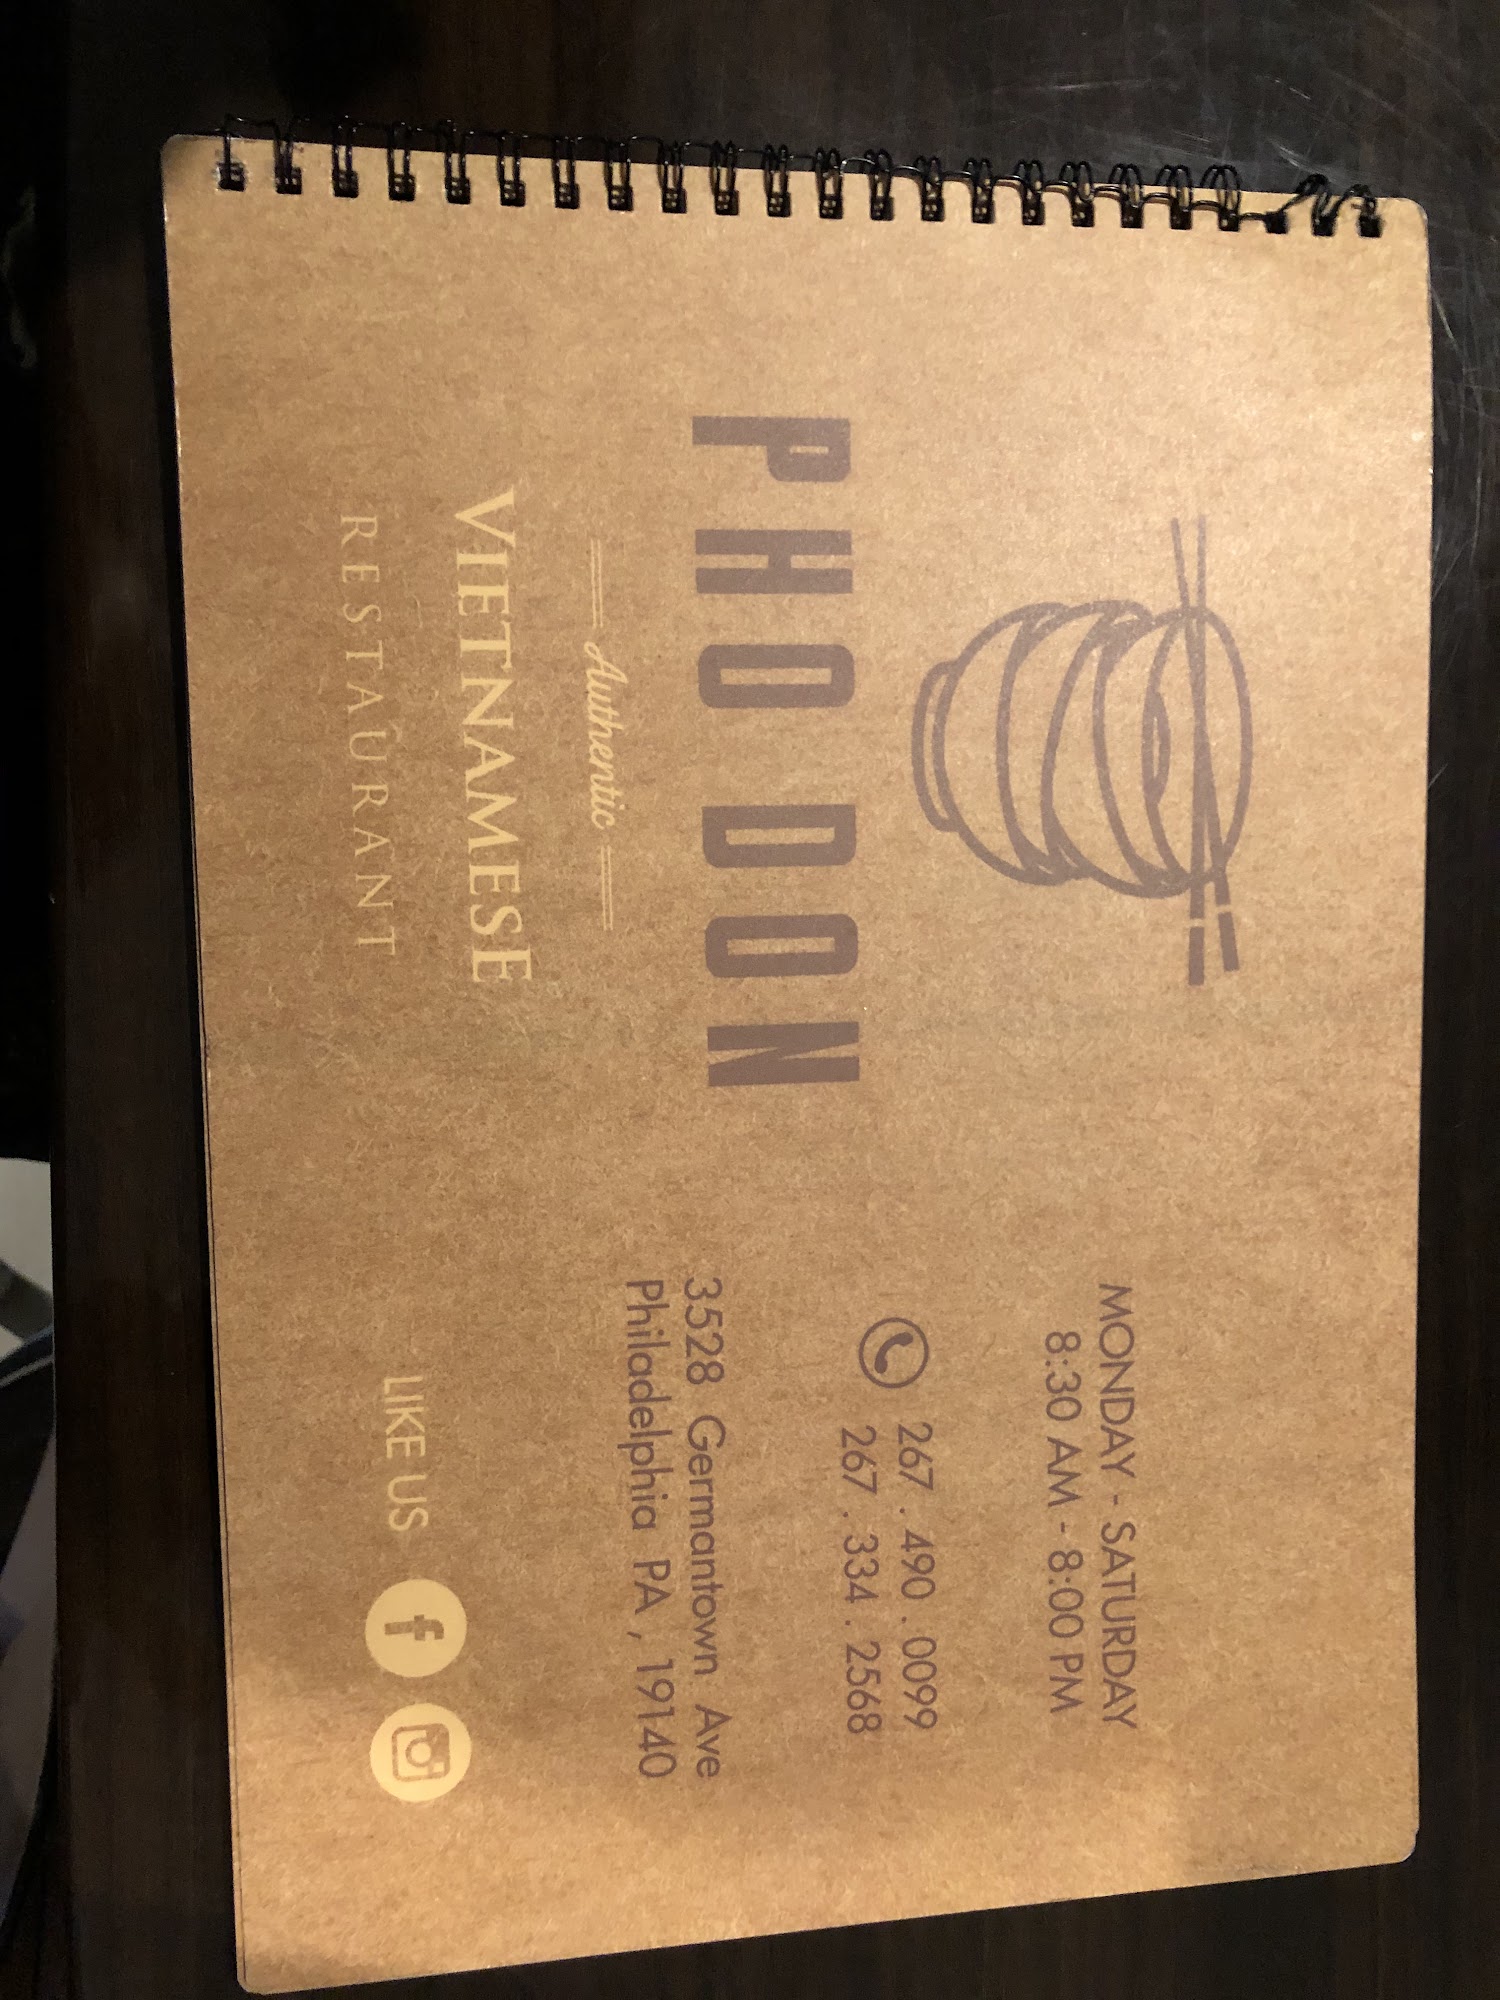 PHO DON
Authentic
VIETNAMESE
RESTAURANT
MONDAY - SATURDAY
8:30 AM - 8:00 PM
267 . 490 . 0099
267 . 334 . 2568
3528 Germantown Ave
Philadelphia PA , 19140
LIKE US